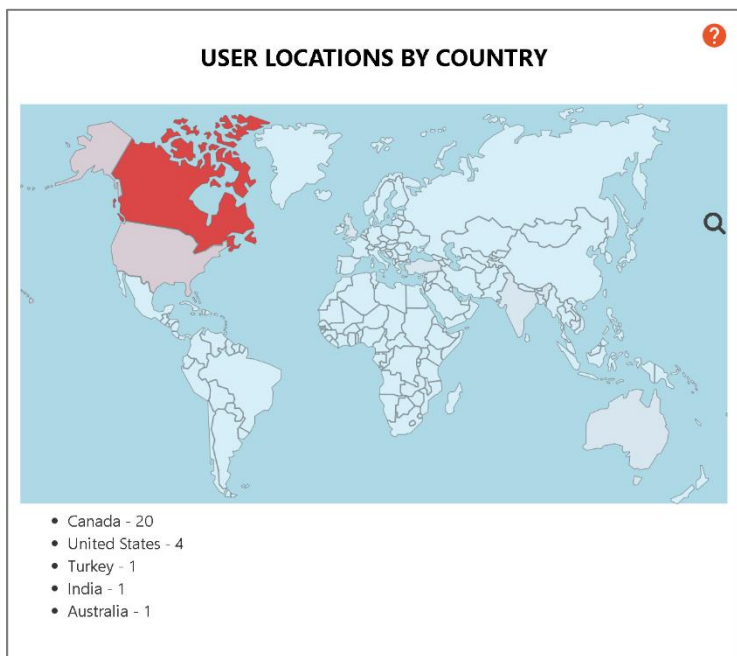 ?
USER LOCATIONS BY COUNTRY
• Canada - 20
• United States - 4
• Turkey - 1
• India - 1
• Australia - 1